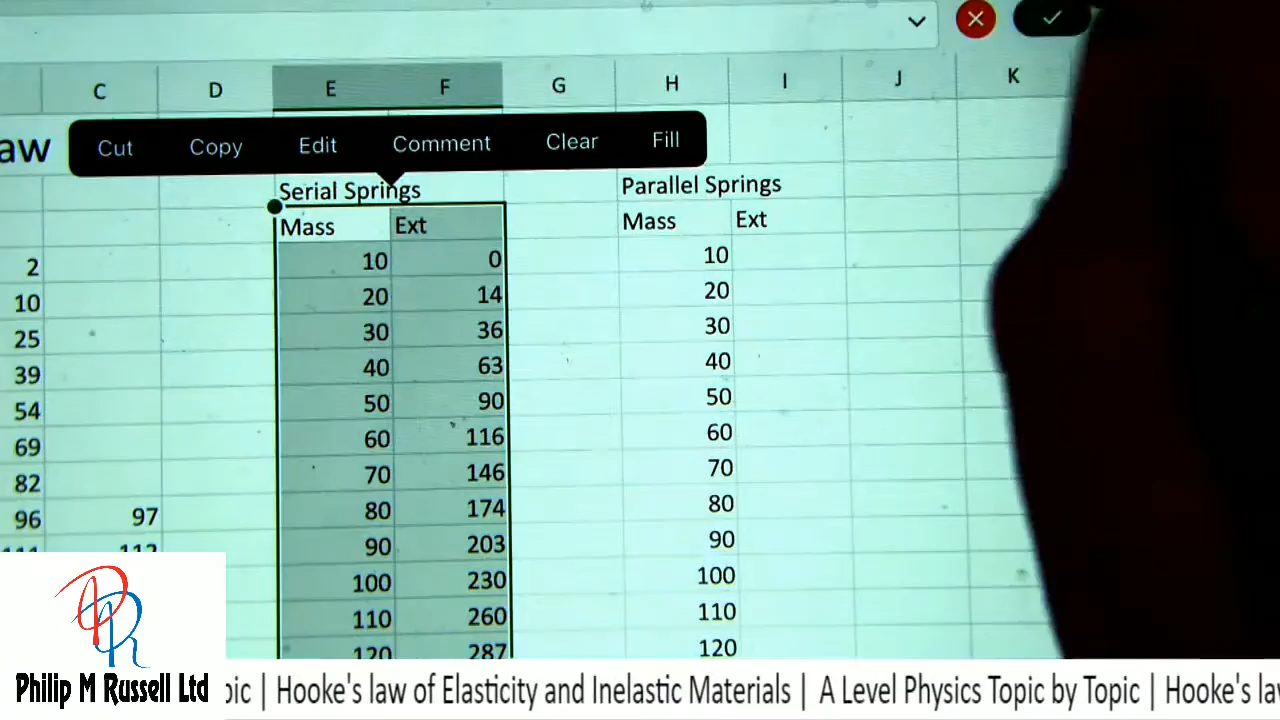 C D E F G H I J K
aw Cut Copy Edit Comment Clear Fill
Serial Springs Parallel Springs
Mass Ext Mass Ext
2 10 0 10
10 20 14 20
25 30 36 30
39 40 63 40
54 50 90 50
69 60 116 60
82 70 146 70
96 97 80 174 80
111 112 90 203 90
100 230 100
110 260 110
120 287 120
Philip M Russell Ltd
pic | Hooke's law of Elasticity and Inelastic Materials | A Level Physics Topic by Topic | Hooke's la